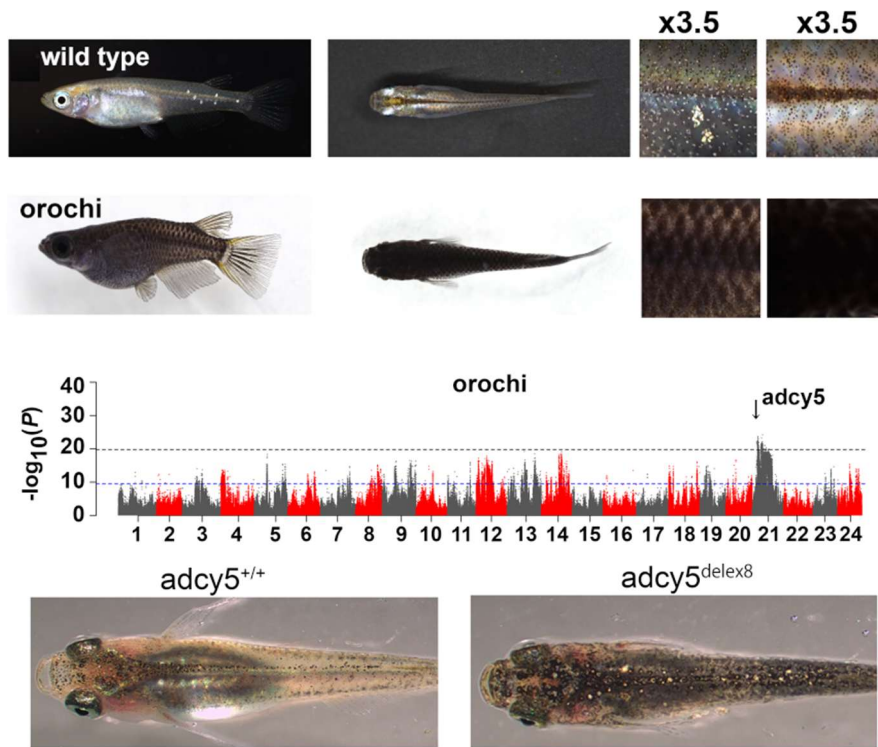 x3.5 x3.5
wild type
orochi
orochi
adcy5
-log10(P)
40
30
20
10
0
1 2 3 4 5 6 7 8 9 10 11 12 13 14 15 16 17 18 19 20 21 22 23 24
adcy5+/+ adcy5delex8